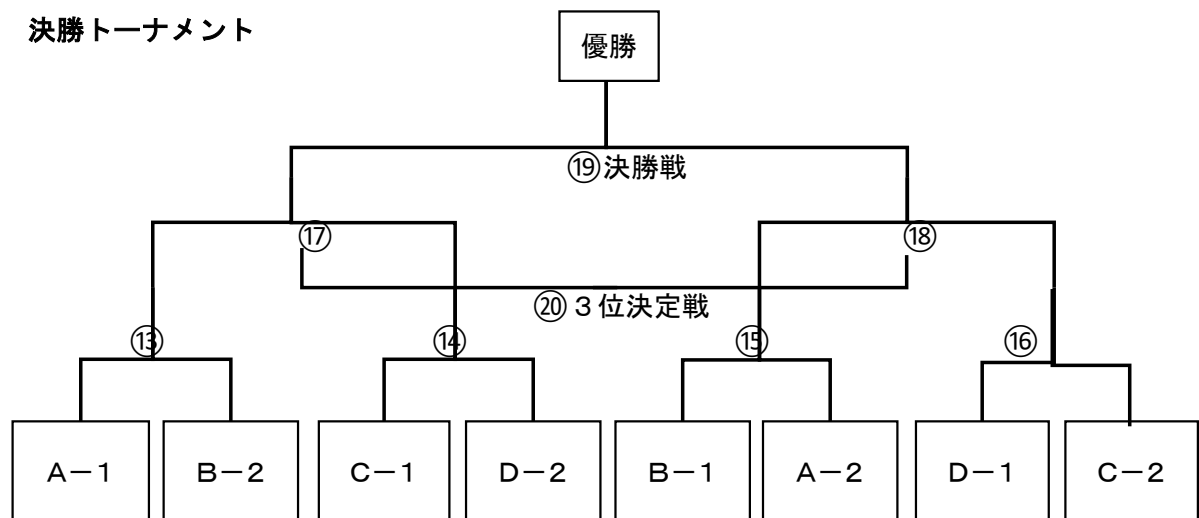 決勝トーナメント
優勝
⑲決勝戦
⑰
⑱
⑳３位決定戦
⑬
⑭
⑮
⑯
Ａ－１
Ｂ－２
Ｃ－１
Ｄ－２
Ｂ－１
Ａ－２
Ｄ－１
Ｃ－２